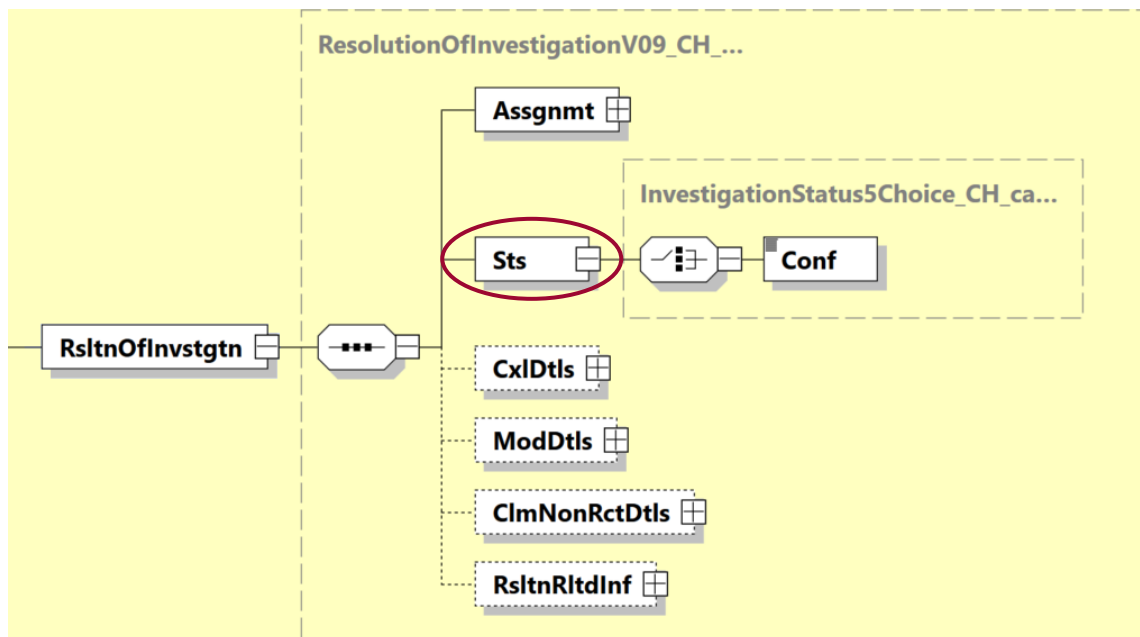 ResolutionOfInvestigationV09_CH_...
Assgnmt
InvestigationStatus5Choice_CH_ca...
Sts
Conf
RsltnOfInvstgtn
CxlDtls
ModDtls
ClmNonRctDtls
RsltnRltdInf